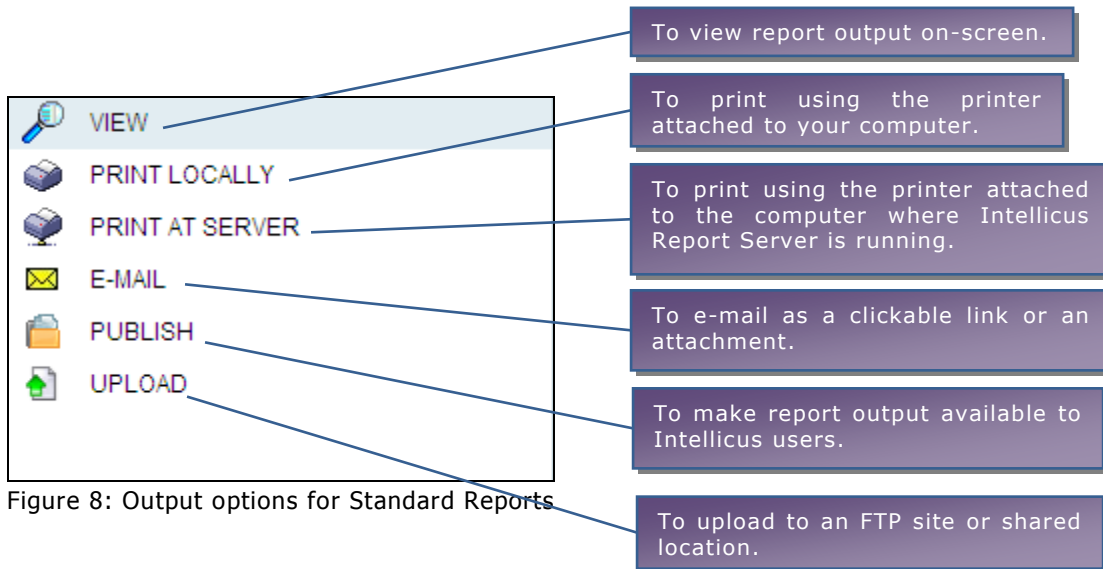 To view report output on-screen.
VIEW
To print using the printer
attached to your computer.
PRINT LOCALLY
To print using the printer attached
to the computer where Intellicus
Report Server is running.
PRINT AT SERVER
E-MAIL
To e-mail as a clickable link or an
attachment.
PUBLISH
UPLOAD
To make report output available to
Intellicus users.
Figure 8: Output options for Standard Reports
To upload to an FTP site or shared
location.